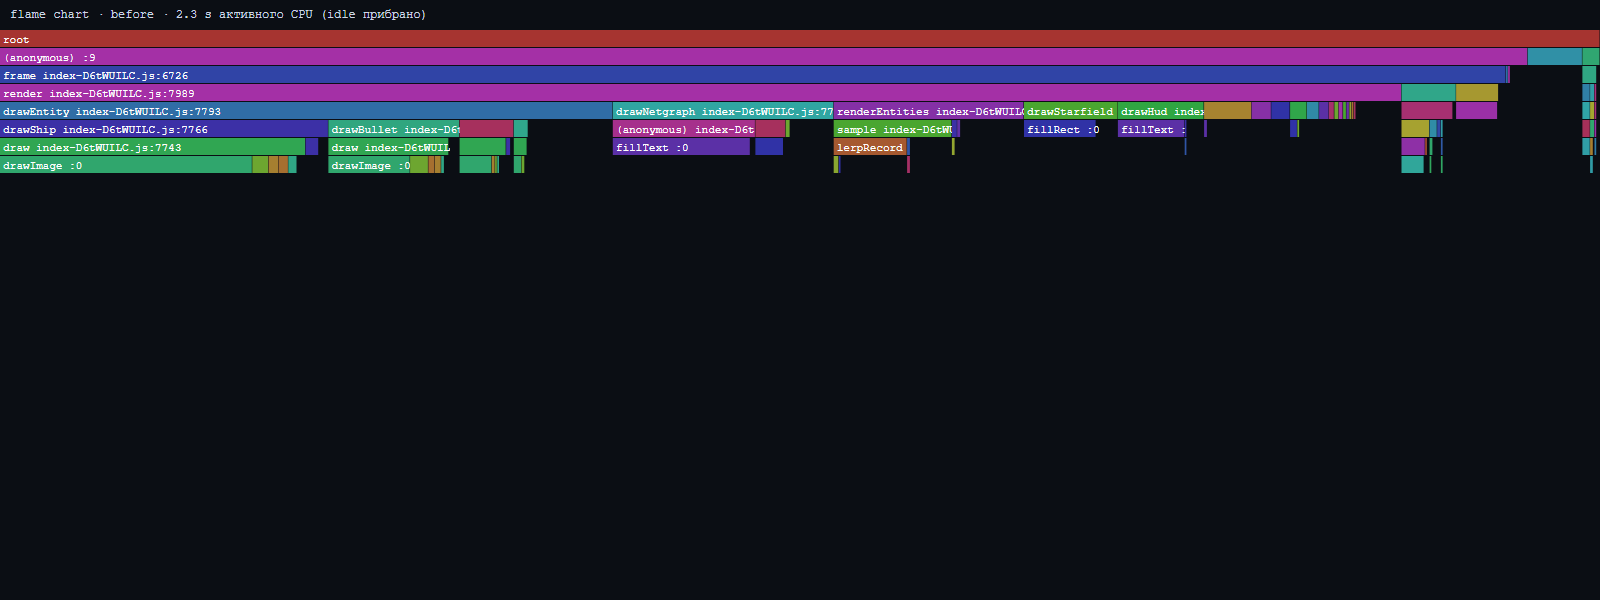 flame chart · before · 2.3 s активного CPU (idle прибрано)
root
(anonymous) :9
frame index-D6tWUILC.js:6726
render index-D6tWUILC.js:7989
drawEntity index-D6tWUILC.js:7793 drawNetgraph index-D6tWUILC.js:77 renderEntities index-D6tWUILC drawStarfield drawHud index
drawShip index-D6tWUILC.js:7766 drawBullet index-D6t (anonymous) index-D6t sample index-D6tWU fillRect :0 fillText :
draw index-D6tWUILC.js:7743 draw index-D6tWUIL fillText :0 lerpRecord
drawImage :0 drawImage :0